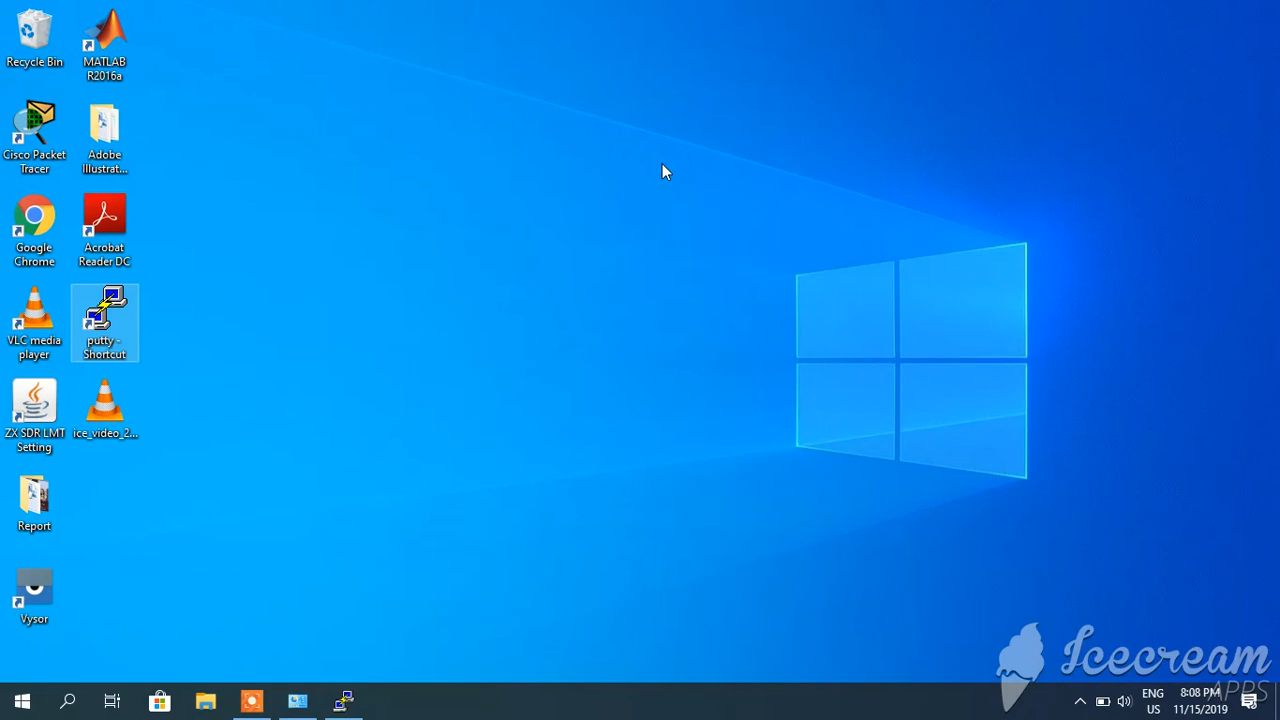 Recycle Bin
MATLAB
R2016a
Cisco Packet
Tracer
Adobe
Illustrat...
Google
Chrome
Acrobat
Reader DC
VLC media
player
putty -
Shortcut
ZX SDR LMT
Setting
ice_video_2...
Report
Vysor
Icecream
APPS
ENG
US
8:08 PM
11/15/2019